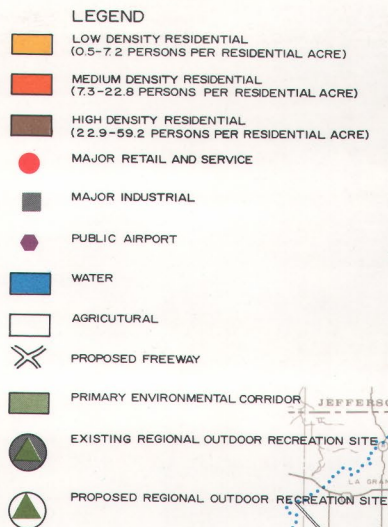 LEGEND
LOW DENSITY RESIDENTIAL
(0.5-7.2 PERSONS PER RESIDENTIAL ACRE)
MEDIUM DENSITY RESIDENTIAL
(7.3-22.8 PERSONS PER RESIDENTIAL ACRE)
HIGH DENSITY RESIDENTIAL
(22.9-59.2 PERSONS PER RESIDENTIAL ACRE)
MAJOR RETAIL AND SERVICE
MAJOR INDUSTRIAL
PUBLIC AIRPORT
WATER
AGRICUTURAL
PROPOSED FREEWAY
PRIMARY ENVIRONMENTAL CORRIDOR
JEFFERSO
EXISTING REGIONAL OUTDOOR RECREATION SITE
LA GRAN
PROPOSED REGIONAL OUTDOOR RECREATION SITE